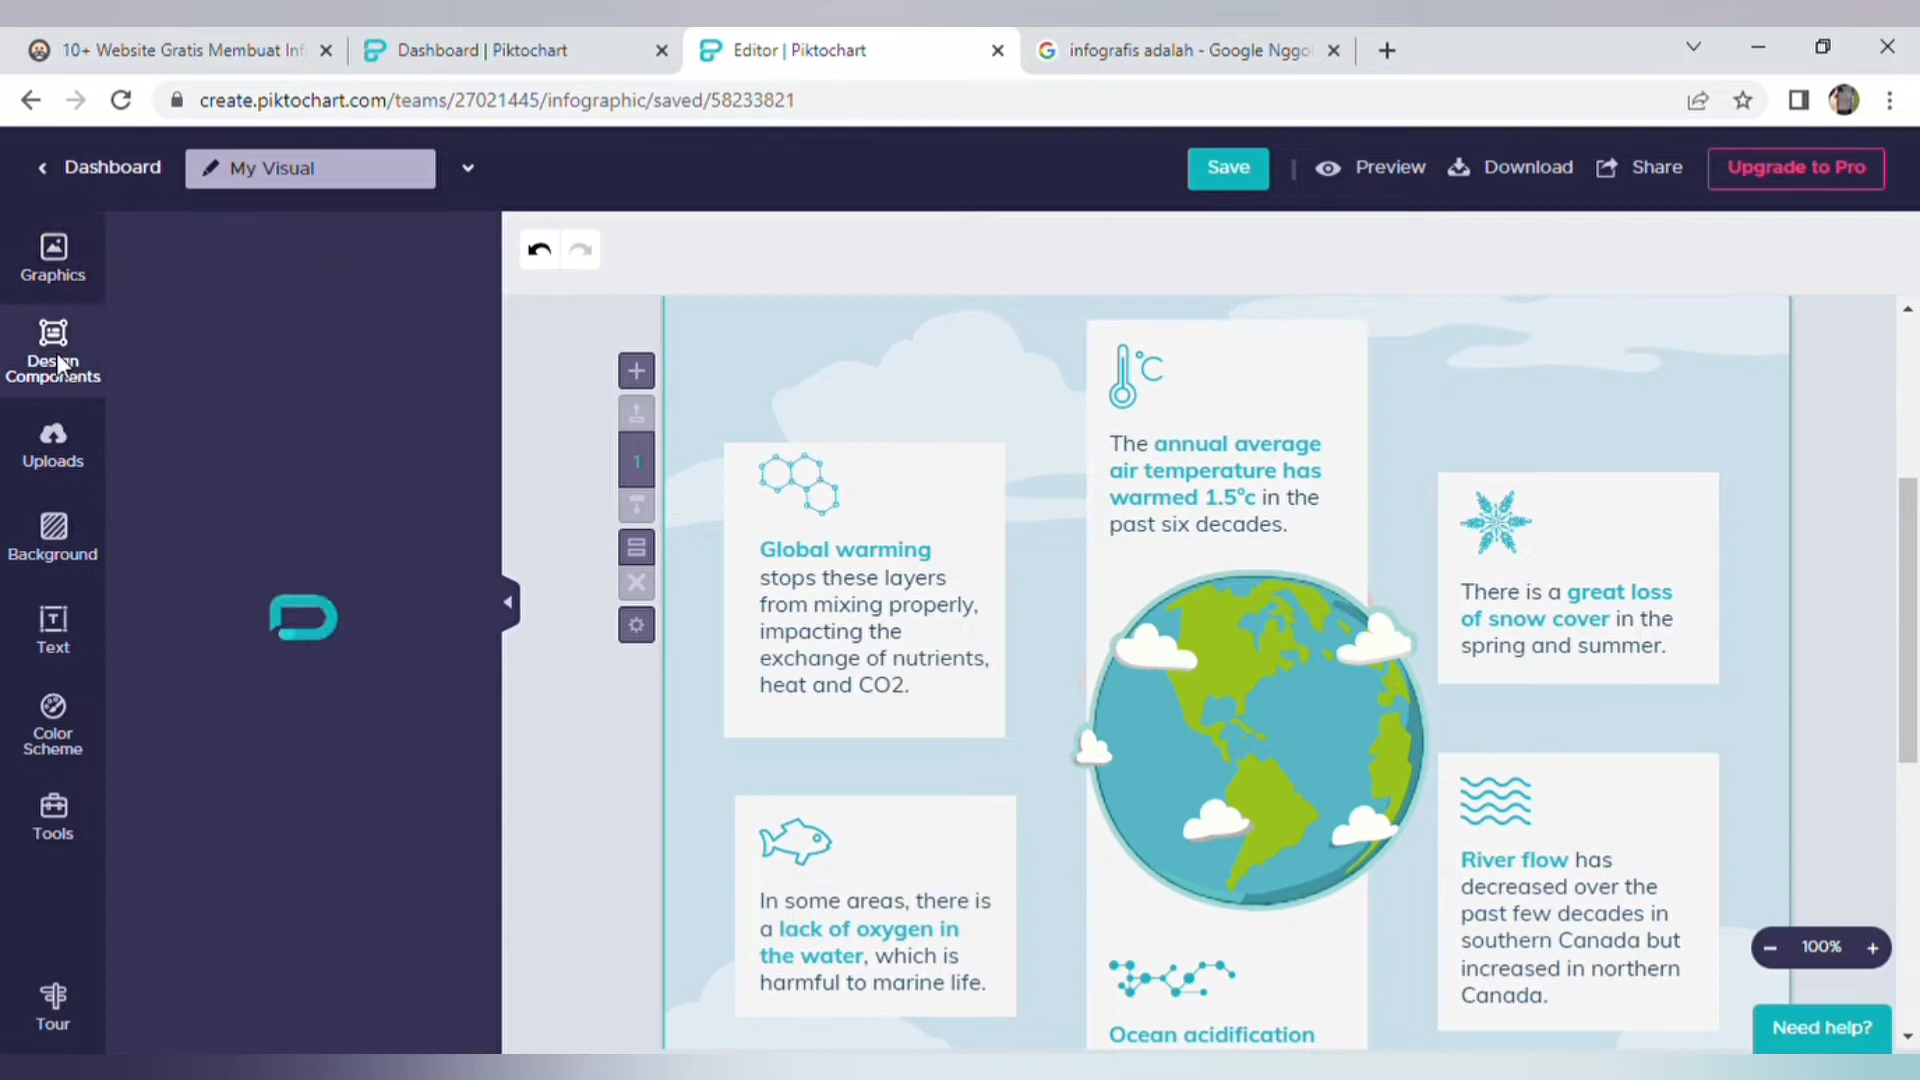 10+ Website Gratis Membuat Inf
Dashboard | Piktochart
Editor | Piktochart
infografis adalah - Google Nggo
create.piktochart.com/teams/27021445/infographic/saved/58233821
Dashboard
My Visual
Save
Preview
Download
Share
Upgrade to Pro
Graphics
Design
Components
Uploads
Background
Text
Color
Scheme
Tools
Tour
1
Global warming
stops these layers
from mixing properly,
impacting the
exchange of nutrients,
heat and CO2.
In some areas, there is
a lack of oxygen in
the water, which is
harmful to marine life.
°C
The annual average
air temperature has
warmed 1.5°c in the
past six decades.
Ocean acidification
There is a great loss
of snow cover in the
spring and summer.
River flow has
decreased over the
past few decades in
southern Canada but
increased in northern
Canada.
100%
Need help?